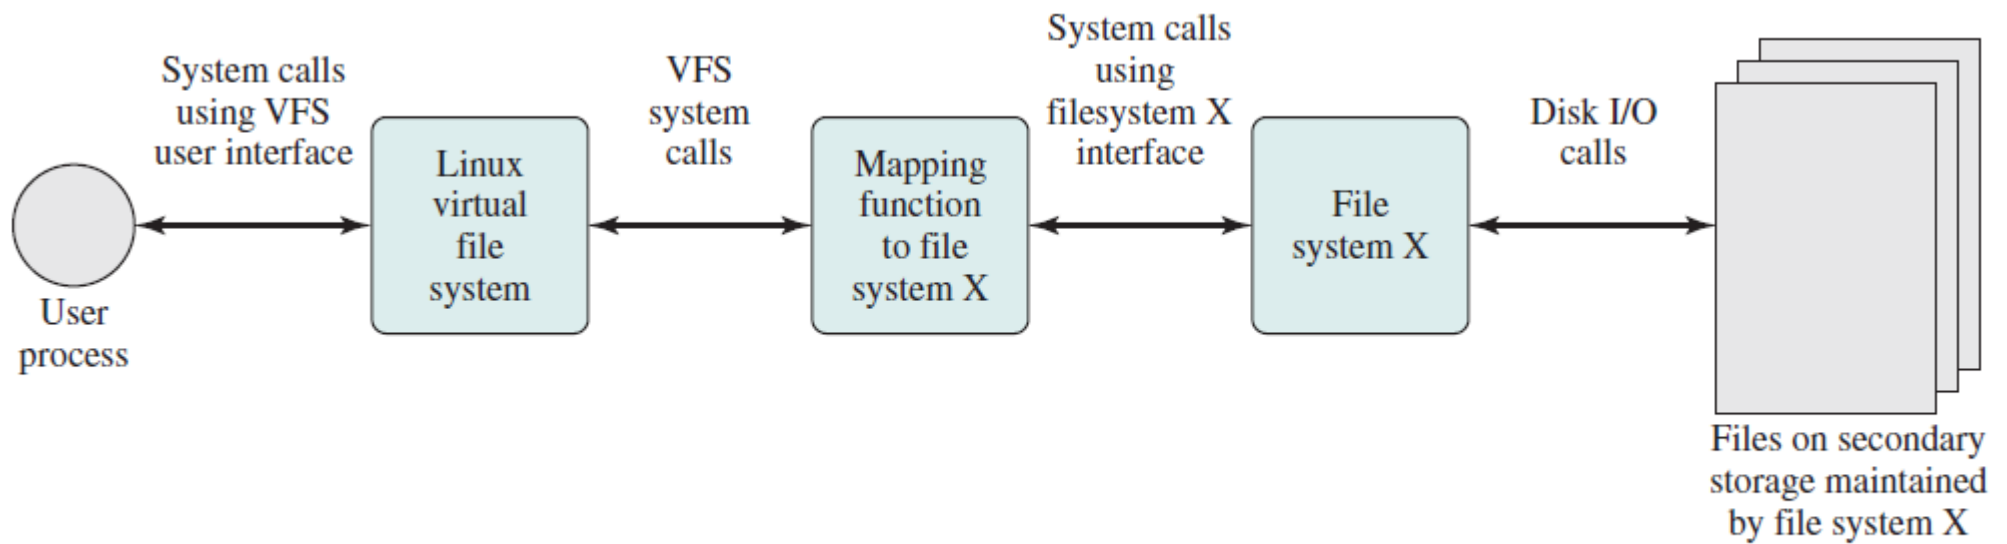 System calls
using VFS
user interface
VFS
system
calls
System calls
using
filesystem X
interface
Disk I/O
calls
User
process
Linux
virtual
file
system
Mapping
function
to file
system X
File
system X
Files on secondary
storage maintained
by file system X